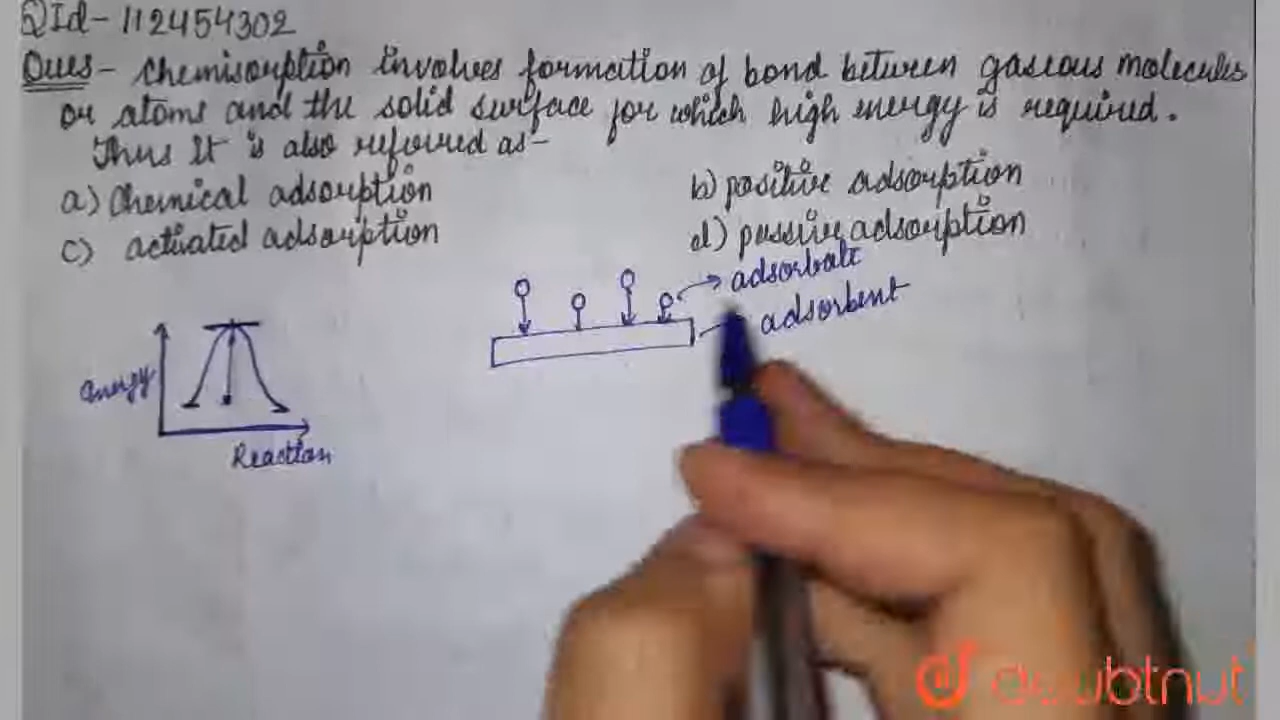 QId- 112454302
Ques- Chemisorption involves formation of bond between gaseous molecules
or atoms and the solid surface for which high energy is required.
Thus It is also referred as-
a) Chemical adsorption
b) positive adsorption
c) activated adsorption
d) passive adsorption
adsorbate
adsorbent
Energy
Reaction
doubtnut